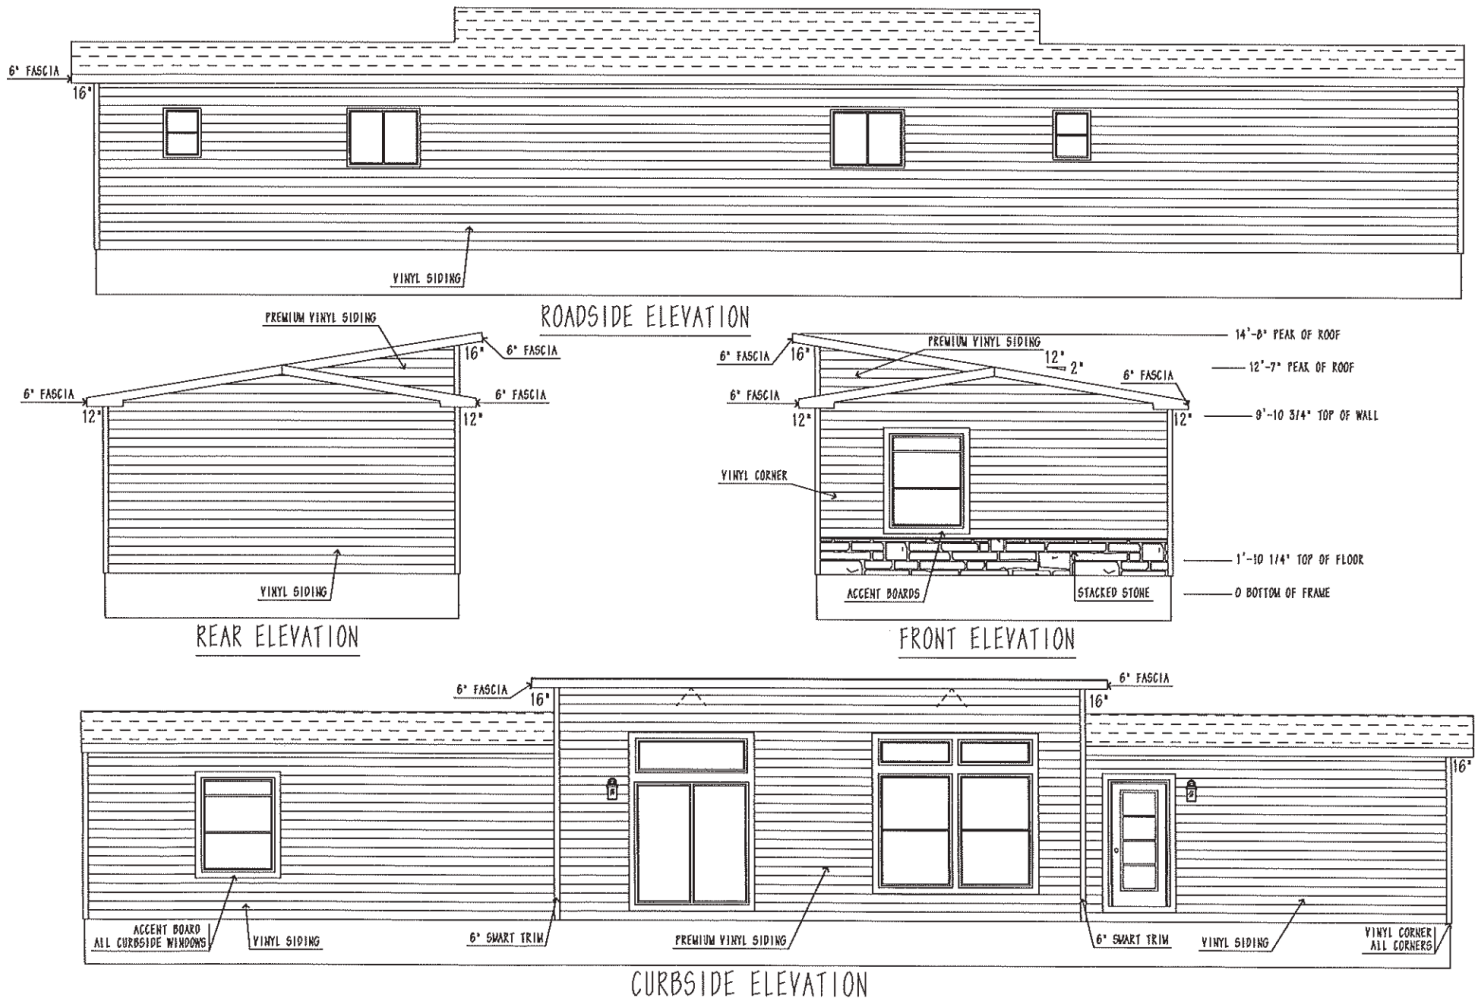 6" FASCIA
16"
VINYL SIDING
ROADSIDE ELEVATION
PREMIUM VINYL SIDING
16"
6" FASCIA
6" FASCIA
12"
6" FASCIA
12"
VINYL SIDING
REAR ELEVATION
14'-8" PEAK OF ROOF
PREMIUM VINYL SIDING
6" FASCIA
16"
12"
2"
12'-7" PEAK OF ROOF
6" FASCIA
6" FASCIA
12"
12"
9'-10 3/4" TOP OF WALL
VINYL CORNER
1'-10 1/4" TOP OF FLOOR
ACCENT BOARDS
STACKED STONE
0 BOTTOM OF FRAME
FRONT ELEVATION
6" FASCIA
16"
6" FASCIA
16"
16"
ACCENT BOARD
ALL CURBSIDE WINDOWS
VINYL SIDING
6" SMART TRIM
PREMIUM VINYL SIDING
6" SMART TRIM
VINYL SIDING
VINYL CORNER
ALL CORNERS
CURBSIDE ELEVATION